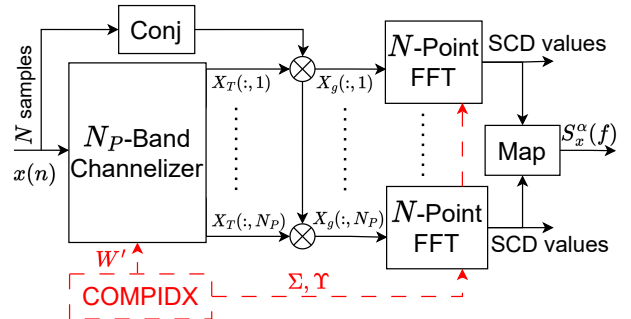 Conj
N-Point
FFT
SCD values
N samples
X_T(:, 1)
X_g(:, 1)
N_P-Band
Channelizer
x(n)
Map
S_x^α(f)
X_T(:, N_P)
X_g(:, N_P)
N-Point
FFT
SCD values
W′
COMPIDX
Σ, Υ